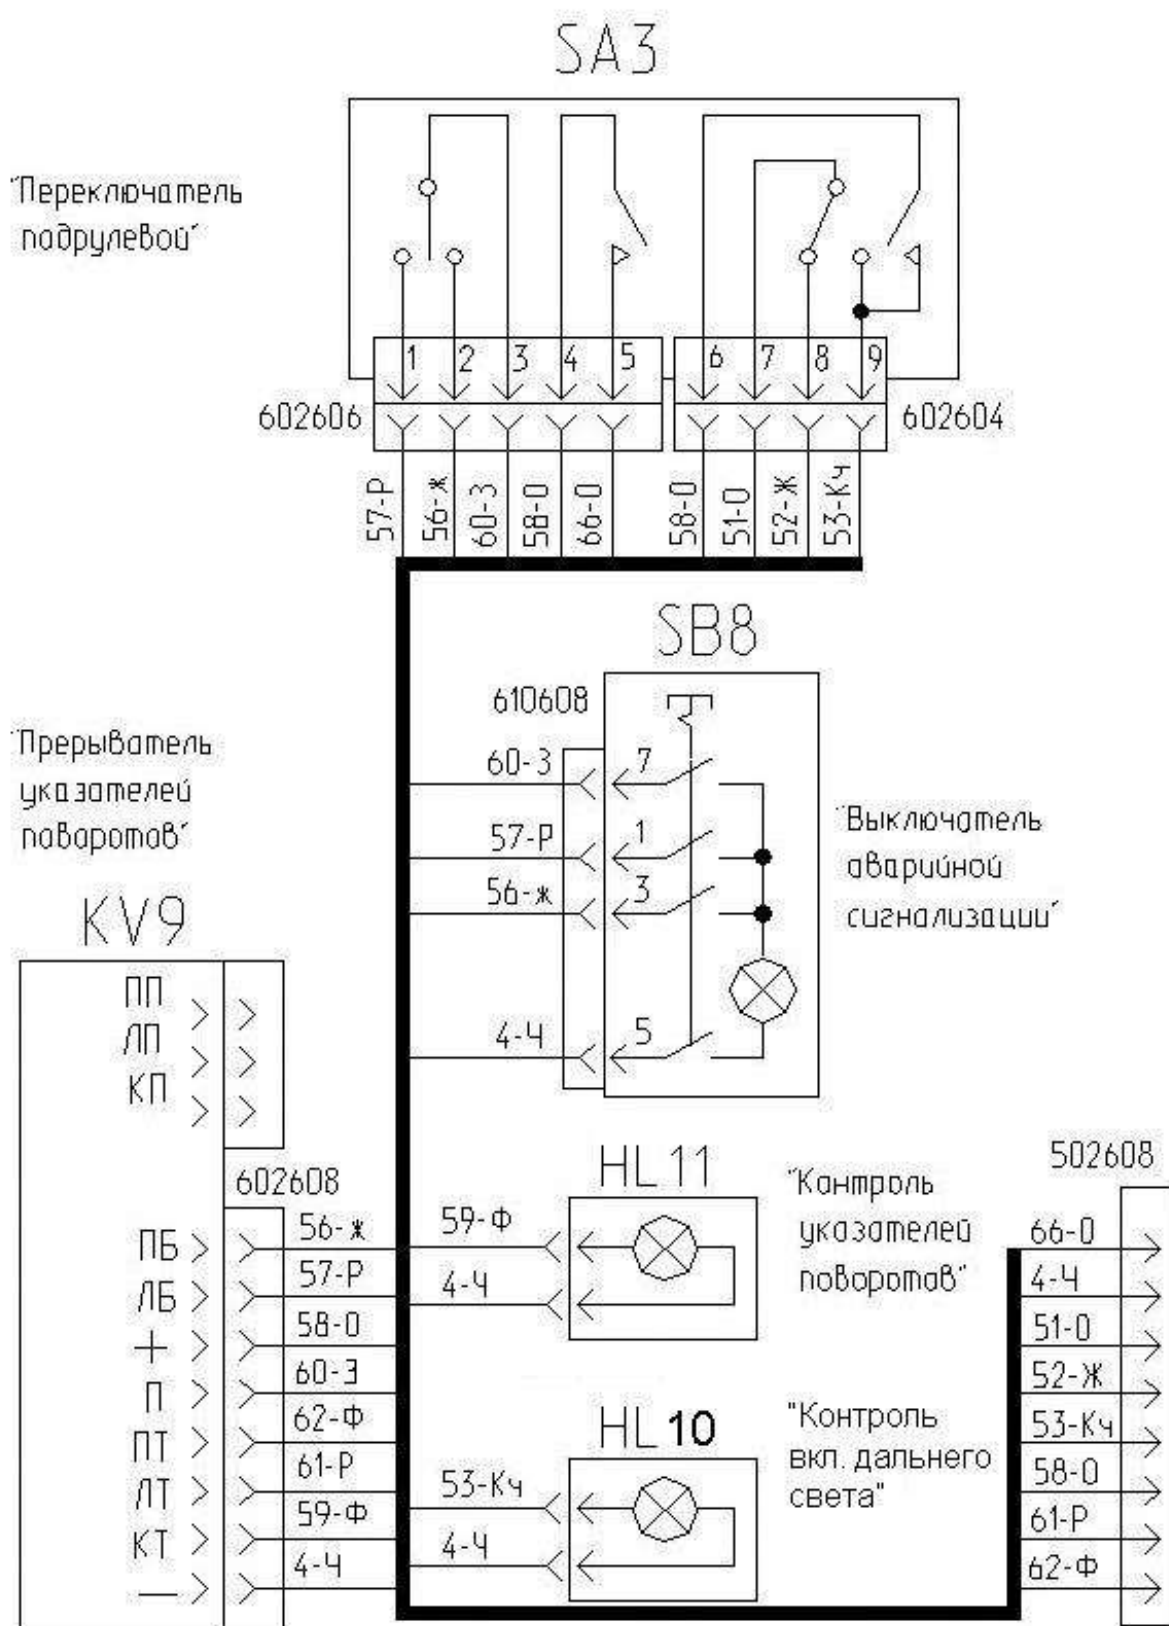 SA3
"Переключатель
подрулевой"
1 2 3 4 5 6 7 8 9
602606
602604
57-Р
56-ж
60-З
58-О
66-О
58-О
51-О
52-Ж
53-Кч
SB8
610608
60-З
7
57-Р
1
56-ж
3
4-Ч
5
"Выключатель
аварийной
сигнализации"
"Прерыватель
указателей
поваротав"
KV9
ПП
ЛП
КП
602608
ПБ
56-ж
ЛБ
57-Р
+
58-О
П
60-З
ПТ
62-Ф
ЛТ
61-Р
КТ
59-Ф
—
4-Ч
HL11
59-Ф
4-Ч
"Кантроль
указателей
поворотав"
HL10
53-Кч
4-Ч
"Контроль
вкл. дальнего
света"
502608
66-О
4-Ч
51-О
52-Ж
53-Кч
58-О
61-Р
62-Ф